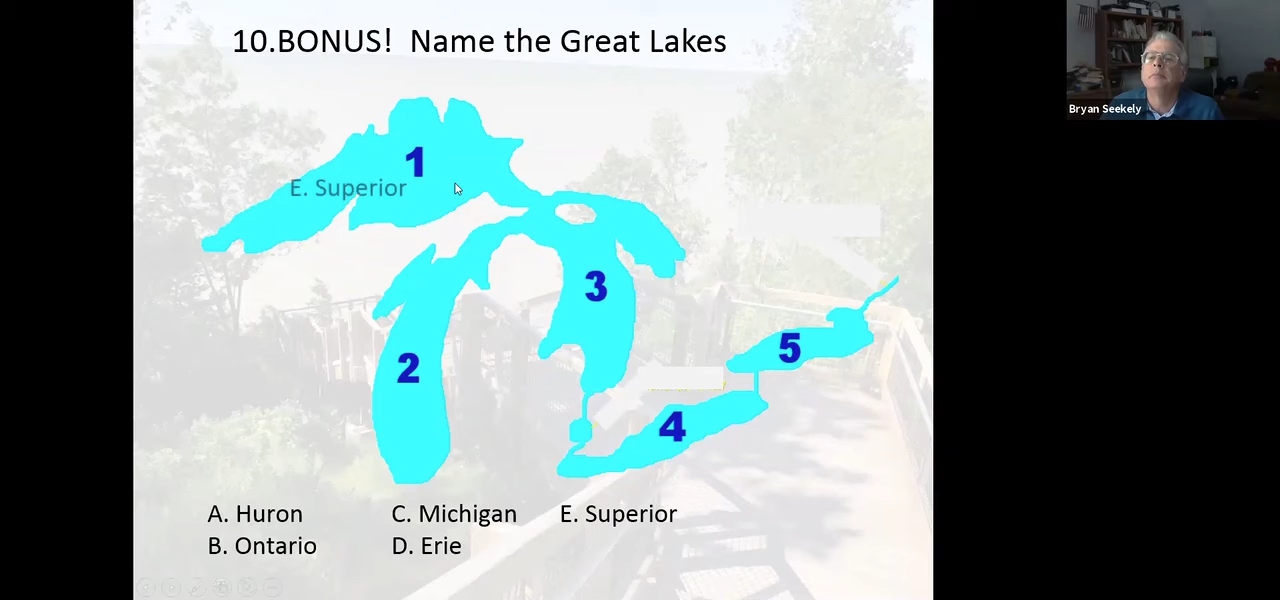 10.BONUS! Name the Great Lakes
Bryan Seekely
1
E. Superior
3
2
5
4
A. Huron
C. Michigan
E. Superior
B. Ontario
D. Erie